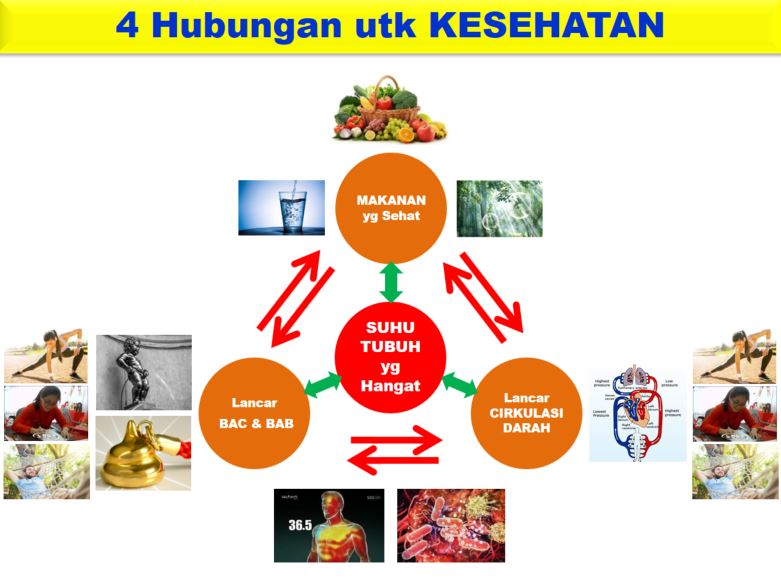 4 Hubungan utk KESEHATAN
MAKANAN
yg Sehat
SUHU
TUBUH
yg
Hangat
Lancar
BAC & BAB
Lancar
CIRKULASI
DARAH
Highest
pressure
Low
pressure
Lowest
Pressure
Highest
pressure
36.5